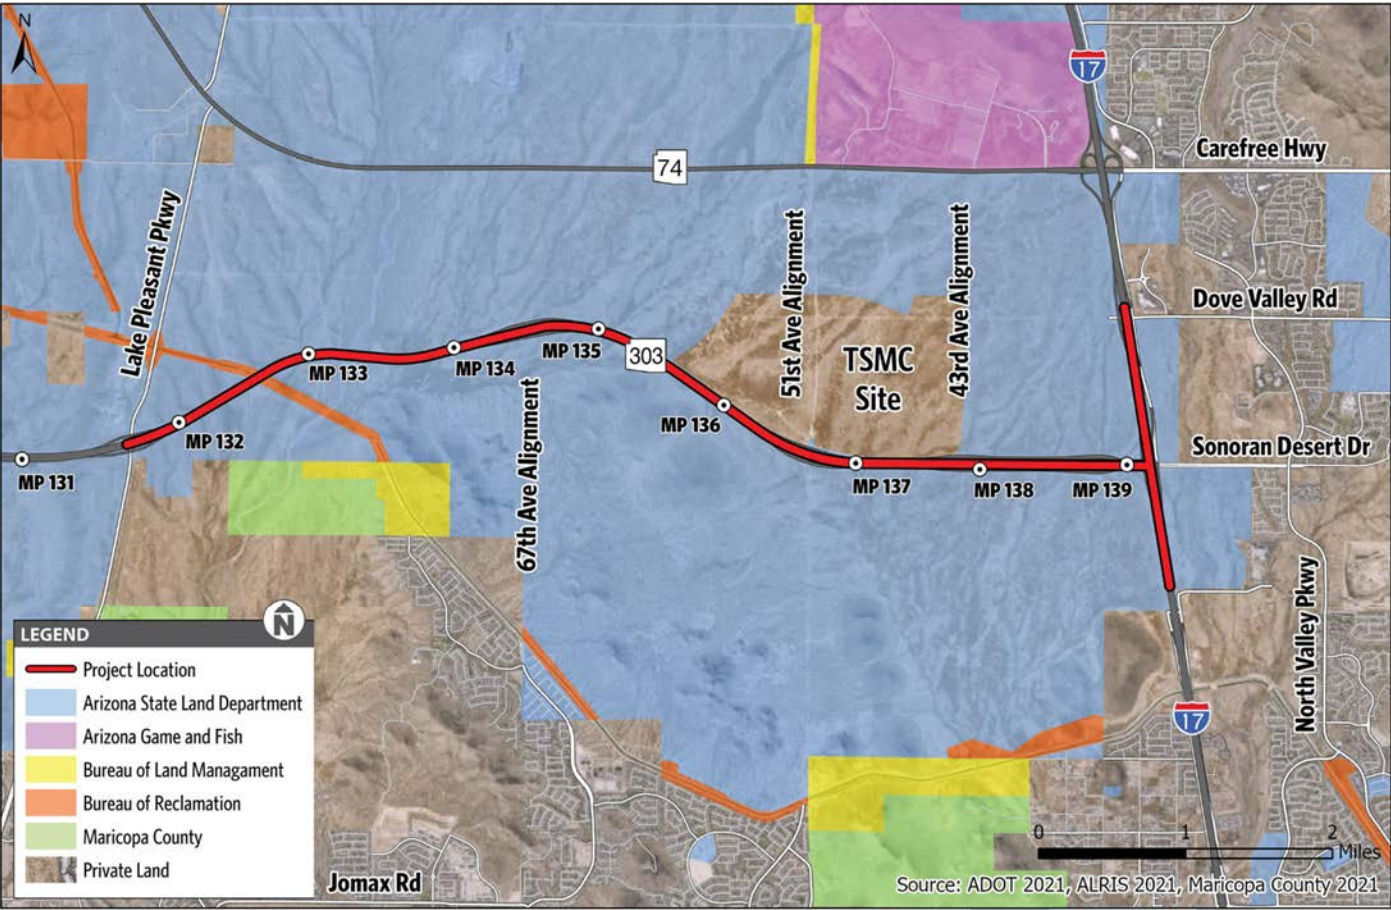 N
17
Carefree Hwy
74
Lake Pleasant Pkwy
51st Ave Alignment
43rd Ave Alignment
Dove Valley Rd
MP 135
303
MP 134
MP 133
TSMC
Site
67th Ave Alignment
MP 136
MP 132
Sonoran Desert Dr
MP 131
MP 137
MP 138
MP 139
North Valley Pkwy
17
N
LEGEND
Project Location
Arizona State Land Department
Arizona Game and Fish
Bureau of Land Managament
Bureau of Reclamation
Maricopa County
Private Land
Jomax Rd
0 1 2
Miles
Source: ADOT 2021, ALRIS 2021, Maricopa County 2021